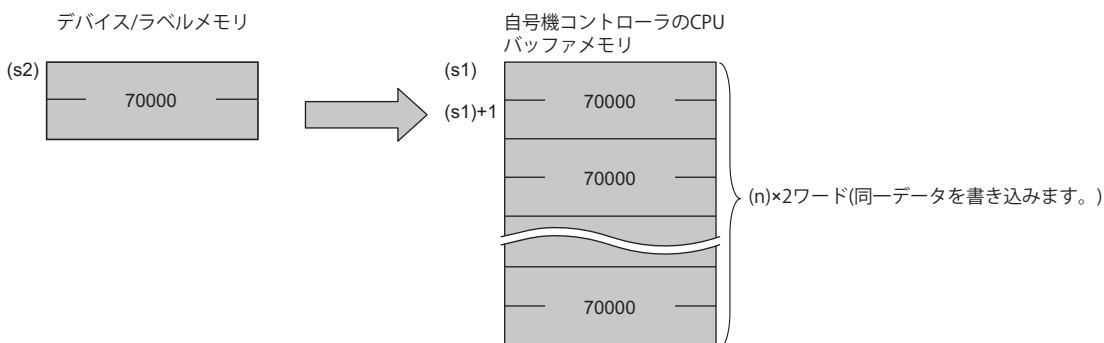 デバイス/ラベルメモリ
自号機コントローラのCPU
バッファメモリ
(s2)
70000
(s1)
(s1)+1
70000
70000
(n)×2ワード(同一データを書き込みます。)
70000